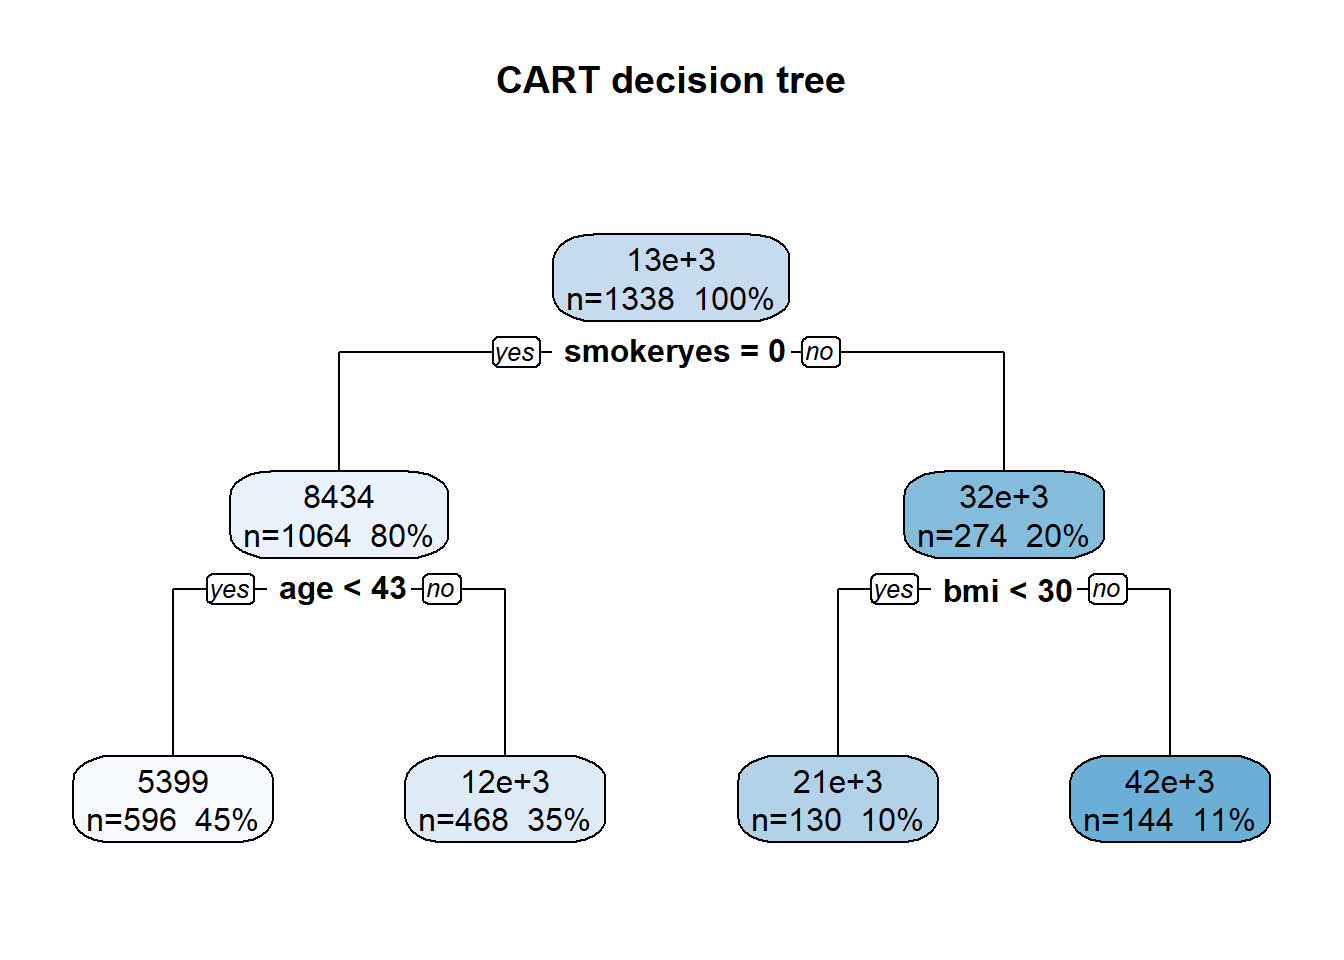 CART decision tree
13e+3
n=1338 100%
yes smokeryes = 0 no
8434
n=1064 80%
32e+3
n=274 20%
yes age < 43 no
yes bmi < 30 no
5399
n=596 45%
12e+3
n=468 35%
21e+3
n=130 10%
42e+3
n=144 11%